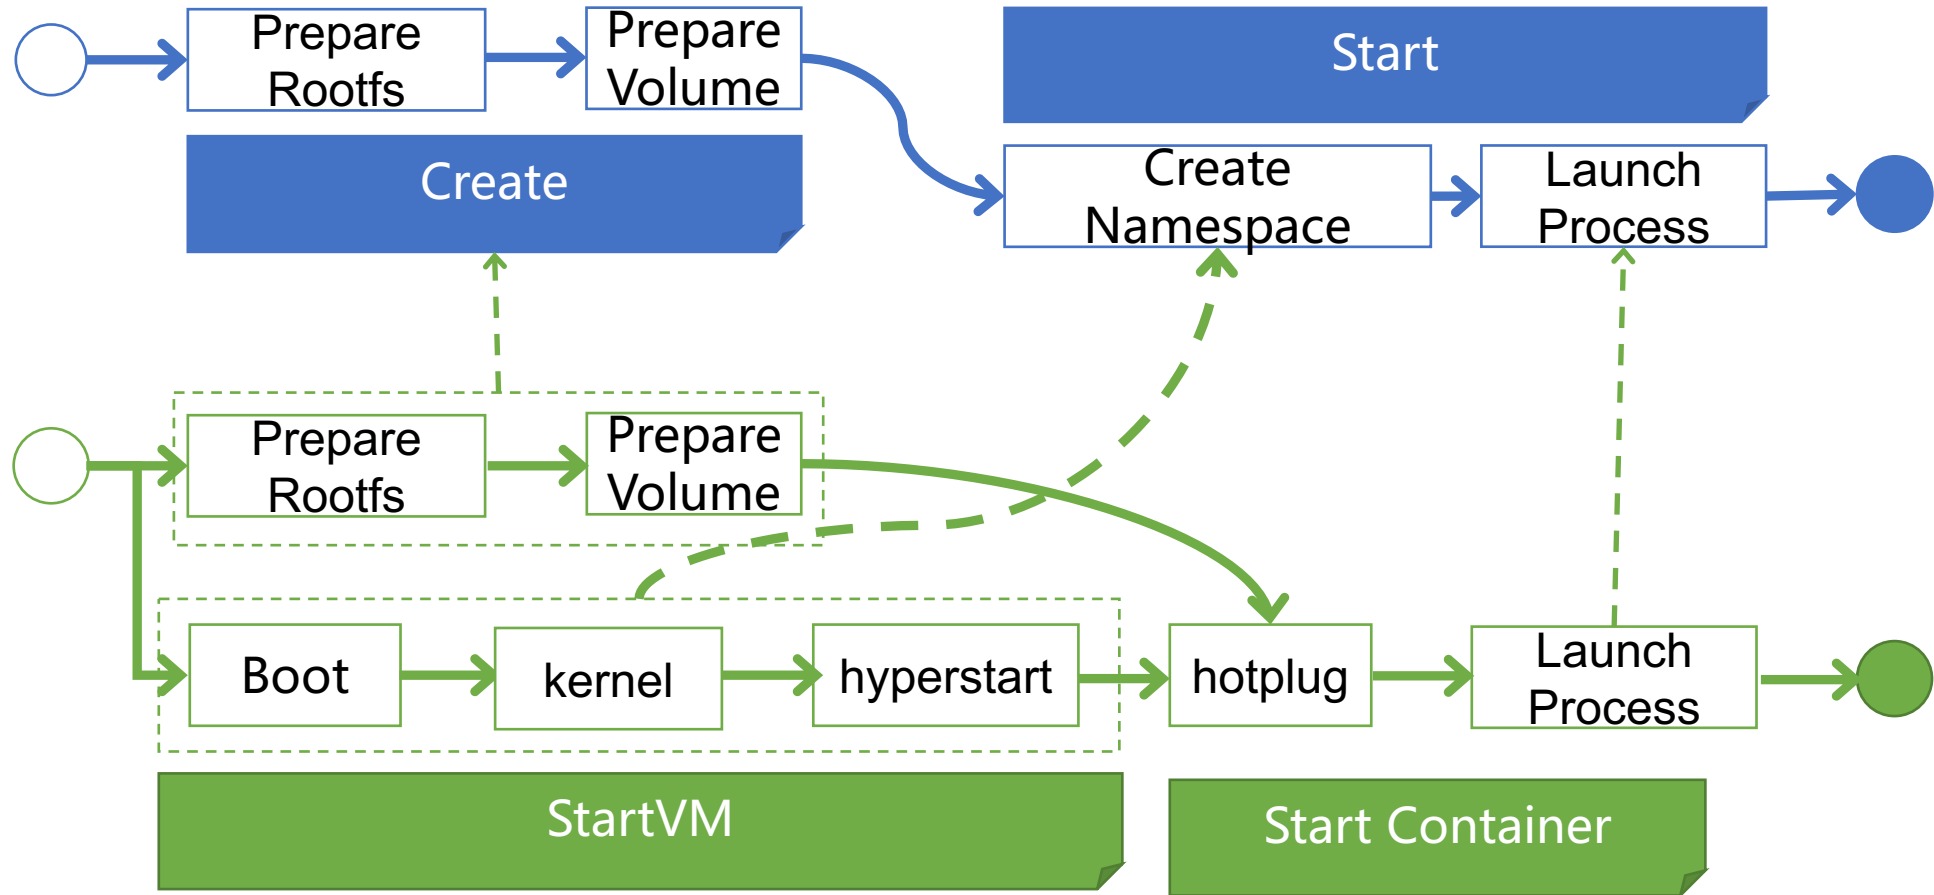 Prepare
Rootfs
Prepare
Volume
Start
Create
Create
Namespace
Launch
Process
Prepare
Rootfs
Prepare
Volume
Boot
kernel
hyperstart
hotplug
Launch
Process
StartVM
Start Container